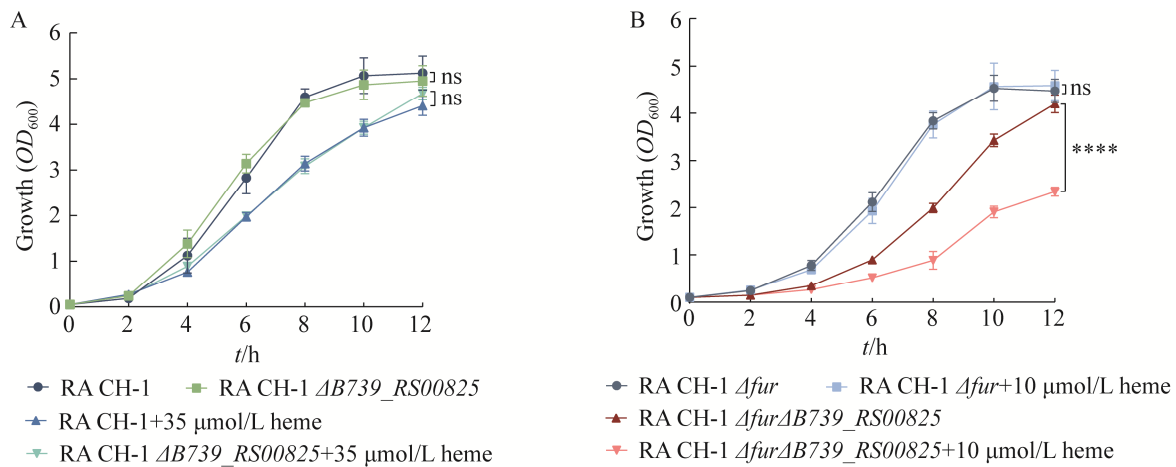 A
6
5
4
3
2
1
0
Growth (OD600)
0 2 4 6 8 10 12
t/h
ns
ns
RA CH-1 RA CH-1 ΔB739_RS00825
RA CH-1+35 μmol/L heme
RA CH-1 ΔB739_RS00825+35 μmol/L heme
B
6
5
4
3
2
1
0
Growth (OD600)
0 2 4 6 8 10 12
t/h
ns
****
RA CH-1 Δfur RA CH-1 Δfur+10 μmol/L heme
RA CH-1 ΔfurΔB739_RS00825
RA CH-1 ΔfurΔB739_RS00825+10 μmol/L heme